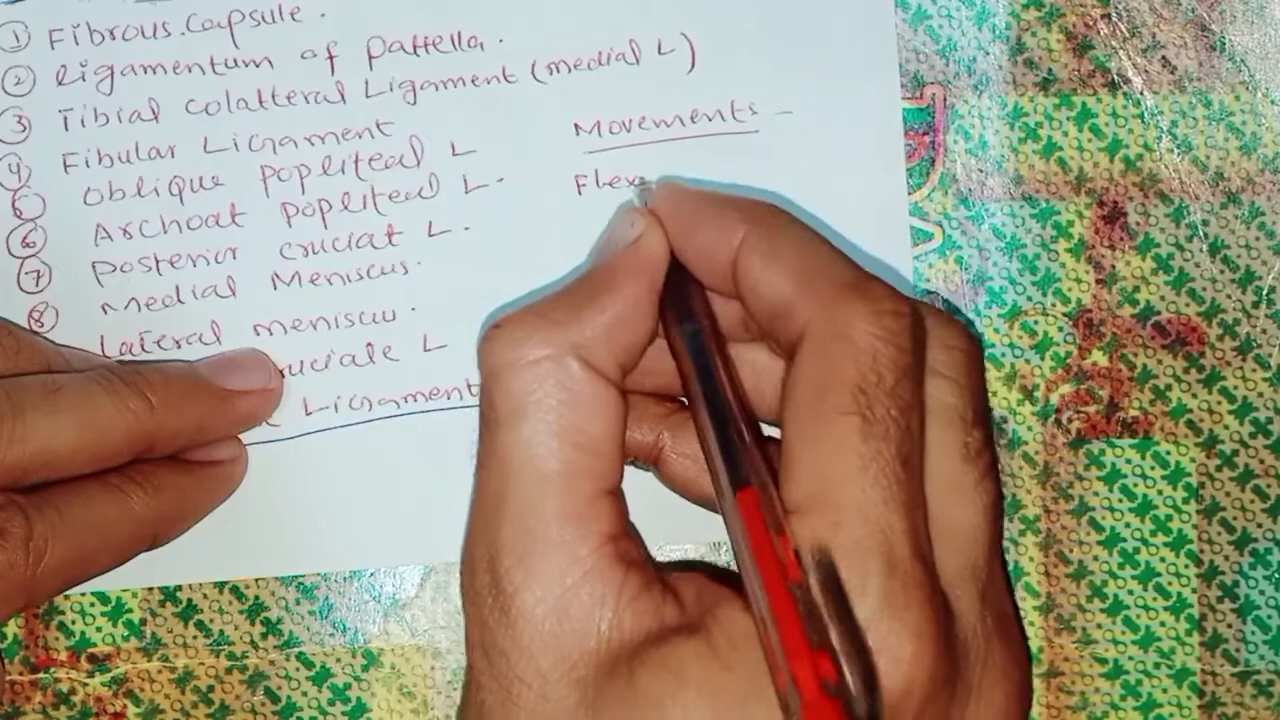 ① Fibrous capsule.
② Ligamentum of pattella.
③ Tibial colatteral Ligament (medial L)
④ Fibular Ligament
⑤ Oblique popliteal L
⑥ Archoat popliteal L.
⑦ Posterior cruciat L.
⑧ Medial Meniscus.
Lateral meniscu.
L
Ligament
Movements -
Flex